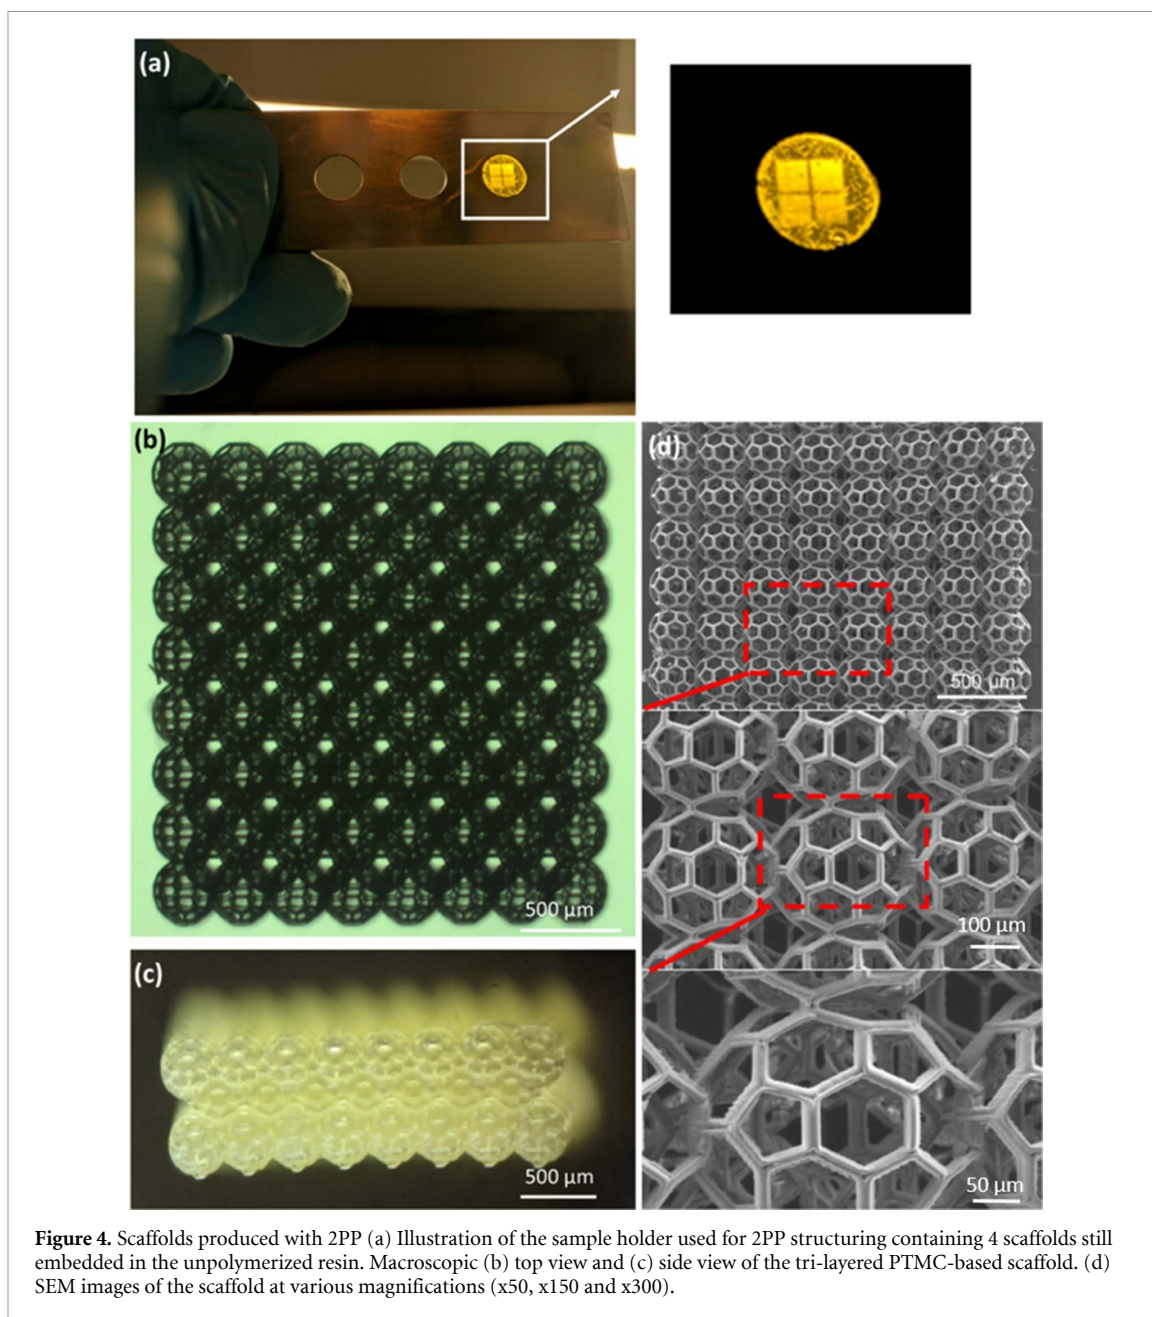 (a)
(b)
500 µm
(c)
500 µm
(d)
500 µm
100 µm
50 µm
Figure 4. Scaffolds produced with 2PP (a) Illustration of the sample holder used for 2PP structuring containing 4 scaffolds still
embedded in the unpolymerized resin. Macroscopic (b) top view and (c) side view of the tri-layered PTMC-based scaffold. (d)
SEM images of the scaffold at various magnifications (x50, x150 and x300).